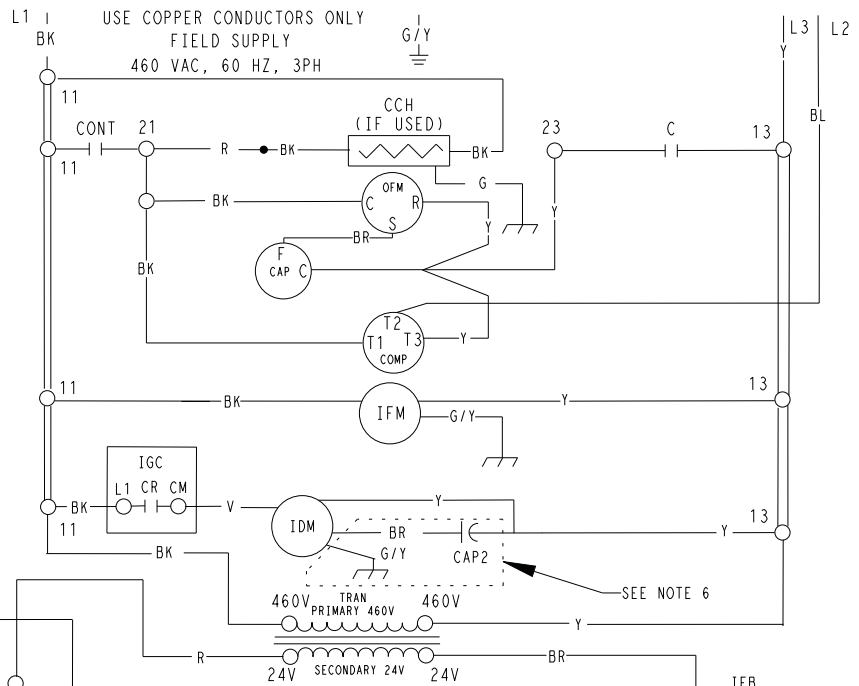 L1
USE COPPER CONDUCTORS ONLY
FIELD SUPPLY
460 VAC, 60 HZ, 3PH
BK
G/Y
L3
L2
Y
11
BL
CONT
21
CCH
(IF USED)
23
C
13
R
BK
BK
11
G
OFM
C
R
S
BK
Y
Y
BR
F
CAP
C
BK
T2
T1
T3
COMP
Y
11
13
BK
IFM
Y
G/Y
IGC
L1
CR
CM
BK
V
Y
11
IDM
BR
Y
13
CAP2
G/Y
BK
SEE NOTE 6
460V
TRAN
PRIMARY 460V
460V
Y
R
SECONDARY 24V
24V
24V
BR
IFB